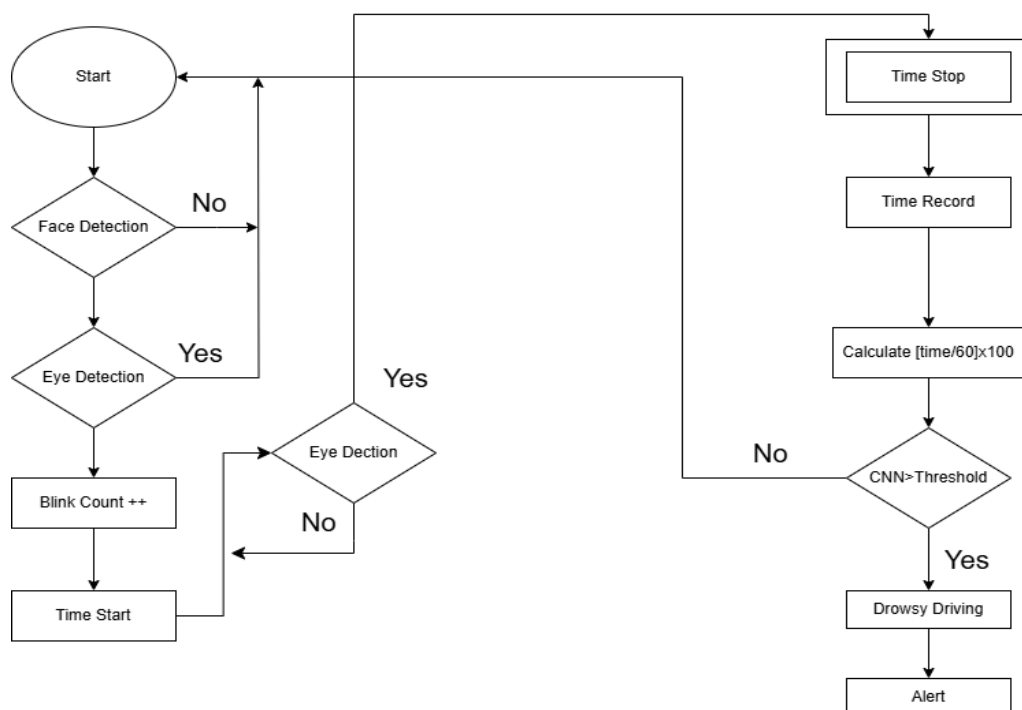 Start
Time Stop
No
Face Detection
Time Record
Yes
Eye Detection
Calculate [time/60]x100
Yes
Eye Dection
No
CNN>Threshold
Blink Count ++
No
Yes
Time Start
Drowsy Driving
Alert